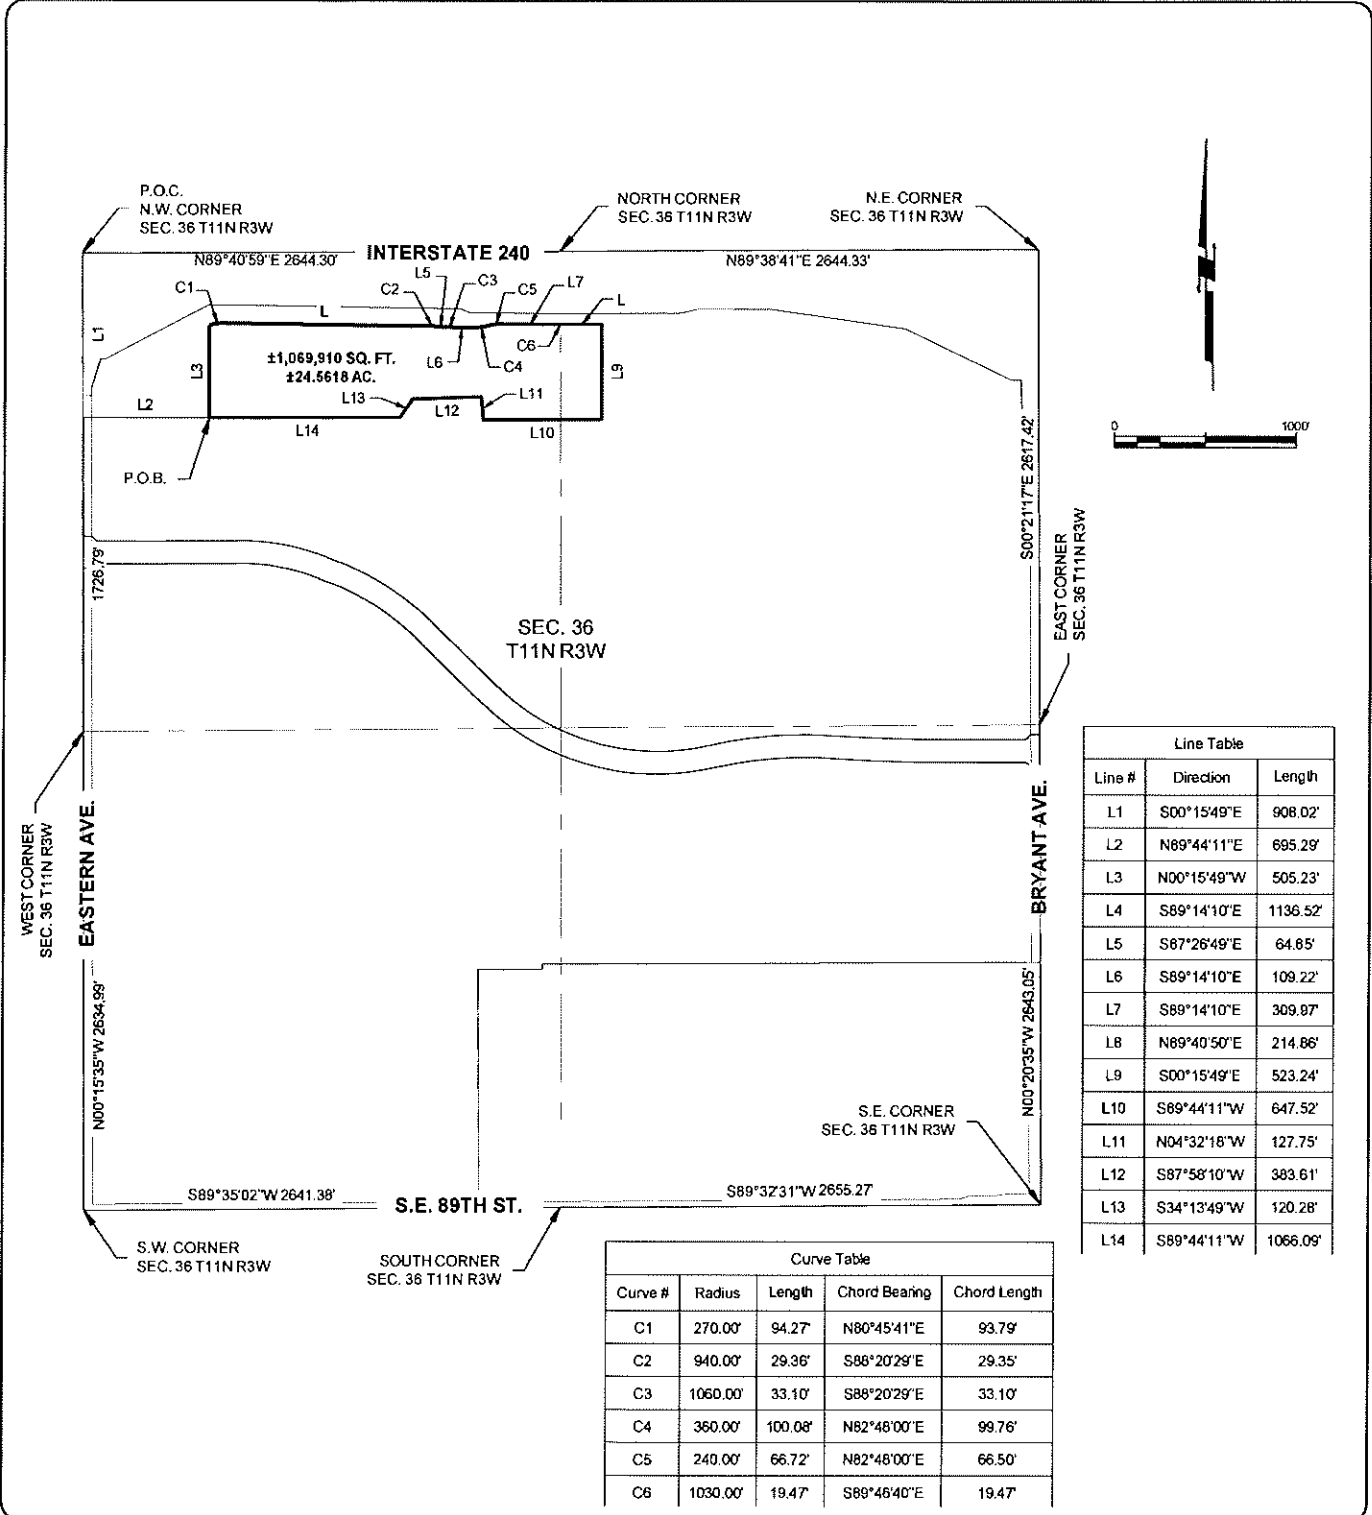 P.O.C.
N.W. CORNER
SEC. 36 T11N R3W
NORTH CORNER
SEC. 36 T11N R3W
N.E. CORNER
SEC. 36 T11N R3W
INTERSTATE 240
N89°40'59"E 2644.30'
N89°38'41"E 2644.33'
L5
C3
L7
C1
C2
C5
L
L
L1
C6
L6
C4
±1,069,910 SQ. FT.
±24.5618 AC.
L3
L9
L13
L11
L2
L12
L14
L10
P.O.B.
0
1000'
S00°21'17"E 2617.42'
1726.79'
EAST CORNER
SEC. 36 T11N R3W
SEC. 36
T11N R3W
WEST CORNER
SEC. 36 T11N R3W
EASTERN AVE.
BRYANT AVE.
N00°15'35"W 2634.99'
N00°20'35"W 2643.05'
S.E. CORNER
SEC. 36 T11N R3W
S89°35'02"W 2641.38'
S.E. 89TH ST.
S89°32'31"W 2655.27'
S.W. CORNER
SEC. 36 T11N R3W
SOUTH CORNER
SEC. 36 T11N R3W
Line Table
Line # Direction Length
L1 S00°15'49"E 908.02'
L2 N89°44'11"E 695.29'
L3 N00°15'49"W 505.23'
L4 S89°14'10"E 1136.52'
L5 S87°26'49"E 64.85'
L6 S89°14'10"E 109.22'
L7 S89°14'10"E 309.97'
L8 N89°40'50"E 214.86'
L9 S00°15'49"E 523.24'
L10 S89°44'11"W 647.52'
L11 N04°32'18"W 127.75'
L12 S87°58'10"W 383.61'
L13 S34°13'49"W 120.28'
L14 S89°44'11"W 1066.09'
Curve Table
Curve # Radius Length Chord Bearing Chord Length
C1 270.00' 94.27' N80°45'41"E 93.79'
C2 940.00' 29.36' S88°20'29"E 29.35'
C3 1060.00' 33.10' S88°20'29"E 33.10'
C4 360.00' 100.08' N82°48'00"E 99.76'
C5 240.00' 66.72' N82°48'00"E 66.50'
C6 1030.00' 19.47' S89°46'40"E 19.47'